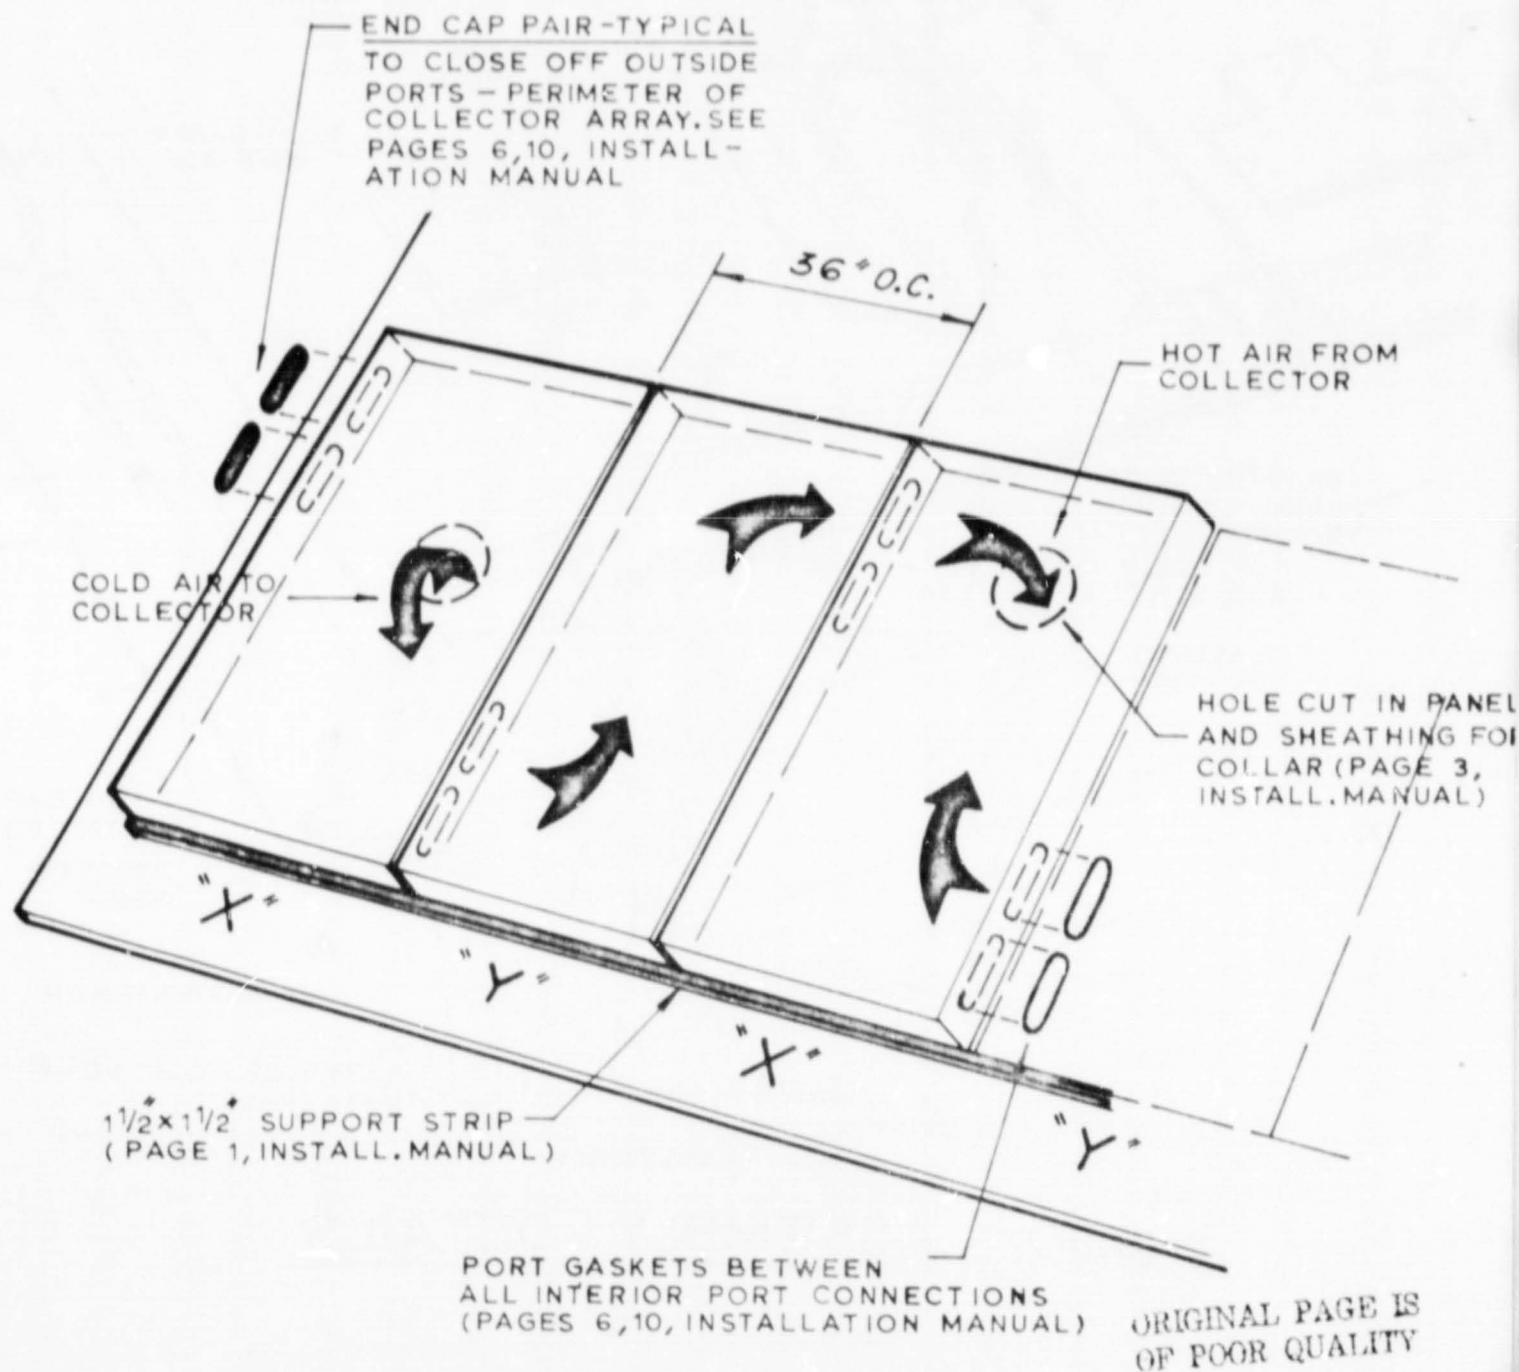 END CAP PAIR-TYPICAL
TO CLOSE OFF OUTSIDE
PORTS - PERIMETER OF
COLLECTOR ARRAY. SEE
PAGES 6,10, INSTALL-
ATION MANUAL
36" O.C.
HOT AIR FROM
COLLECTOR
COLD AIR TO
COLLECTOR
HOLE CUT IN PANEL
AND SHEATHING FO
COLLAR (PAGE 3,
INSTALL. MANUAL)
"X"
"Y"
"X"
"Y"
1 1/2" x 1 1/2" SUPPORT STRIP
(PAGE 1, INSTALL. MANUAL)
PORT GASKETS BETWEEN
ALL INTERIOR PORT CONNECTIONS
(PAGES 6,10, INSTALLATION MANUAL)
ORIGINAL PAGE IS
OF POOR QUALITY